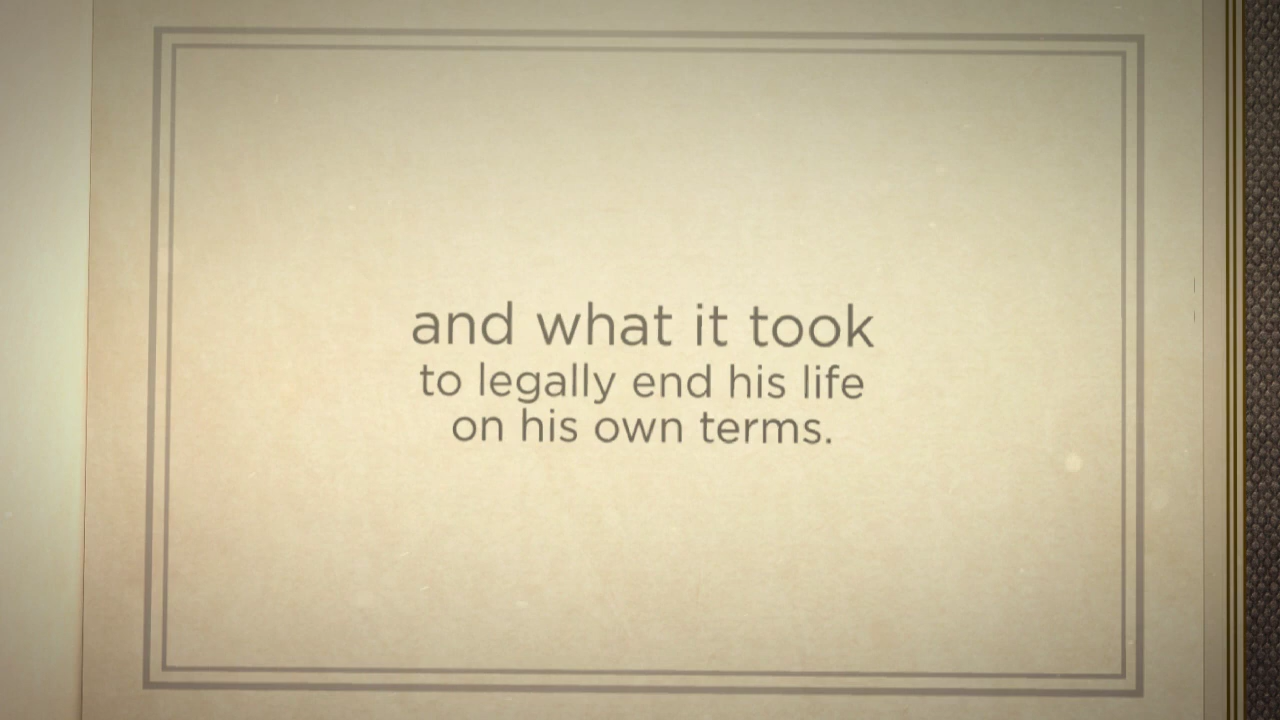 and what it took
to legally end his life
on his own terms.